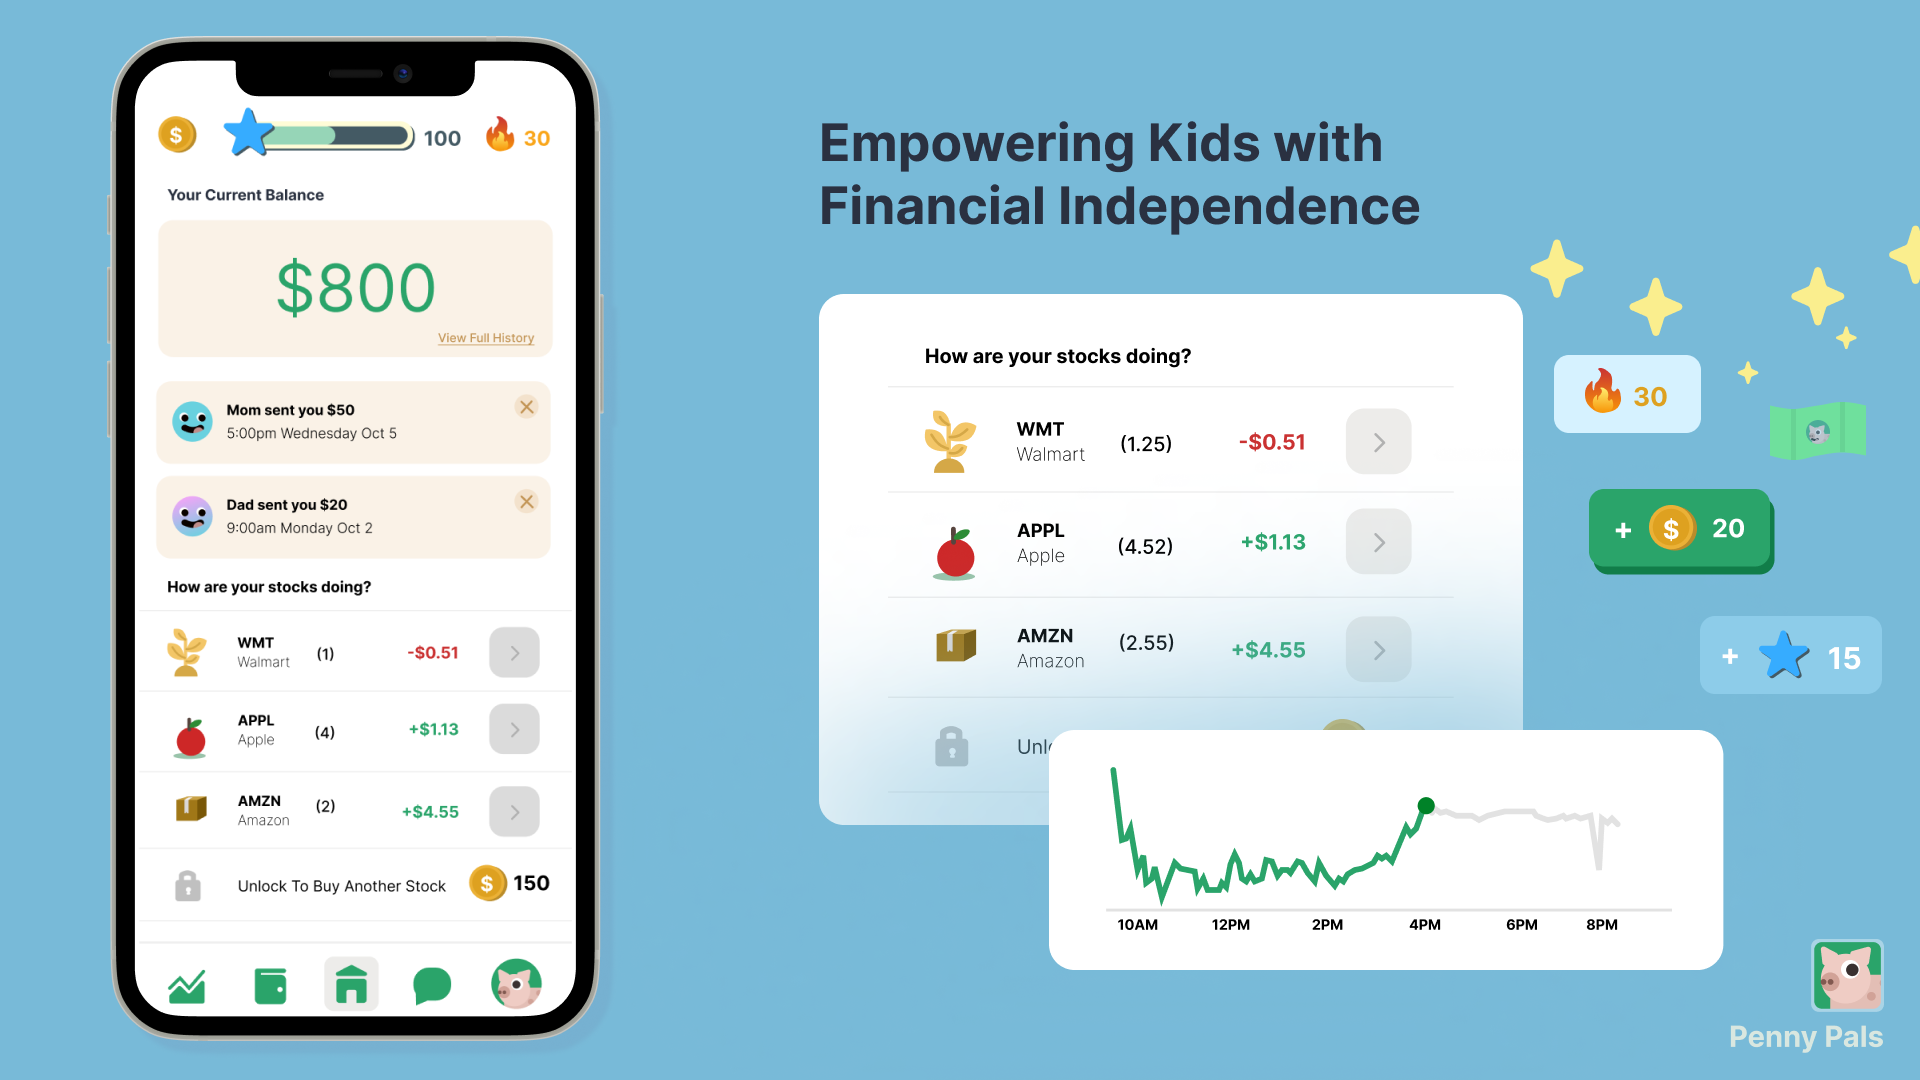 $
100
30
Your Current Balance
$800
View Full History
Mom sent you $50
5:00pm Wednesday Oct 5
Dad sent you $20
9:00am Monday Oct 2
How are your stocks doing?
WMT
Walmart
(1)
-$0.51
APPL
Apple
(4)
+$1.13
AMZN
Amazon
(2)
+$4.55
Unlock To Buy Another Stock
$
150
Empowering Kids with
Financial Independence
How are your stocks doing?
WMT
Walmart
(1.25)
-$0.51
APPL
Apple
(4.52)
+$1.13
AMZN
Amazon
(2.55)
+$4.55
10AM 12PM 2PM 4PM 6PM 8PM
30
+ $ 20
+ 15
Penny Pals